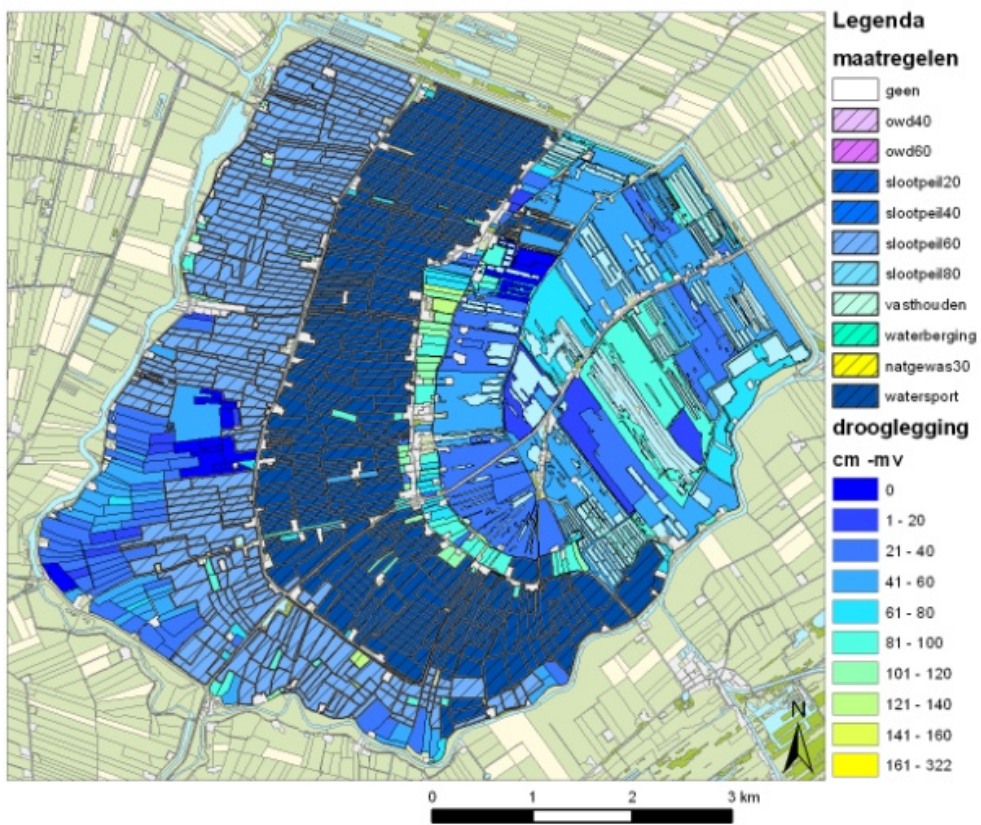 Legenda
maatregelen
geen
owd40
owd60
slootpeil20
slootpeil40
slootpeil60
slootpeil80
vasthouden
waterberging
natgewas30
watersport
drooglegging
cm -mv
0
1 - 20
21 - 40
41 - 60
61 - 80
81 - 100
101 - 120
121 - 140
141 - 160
161 - 322
N
0 1 2 3 km